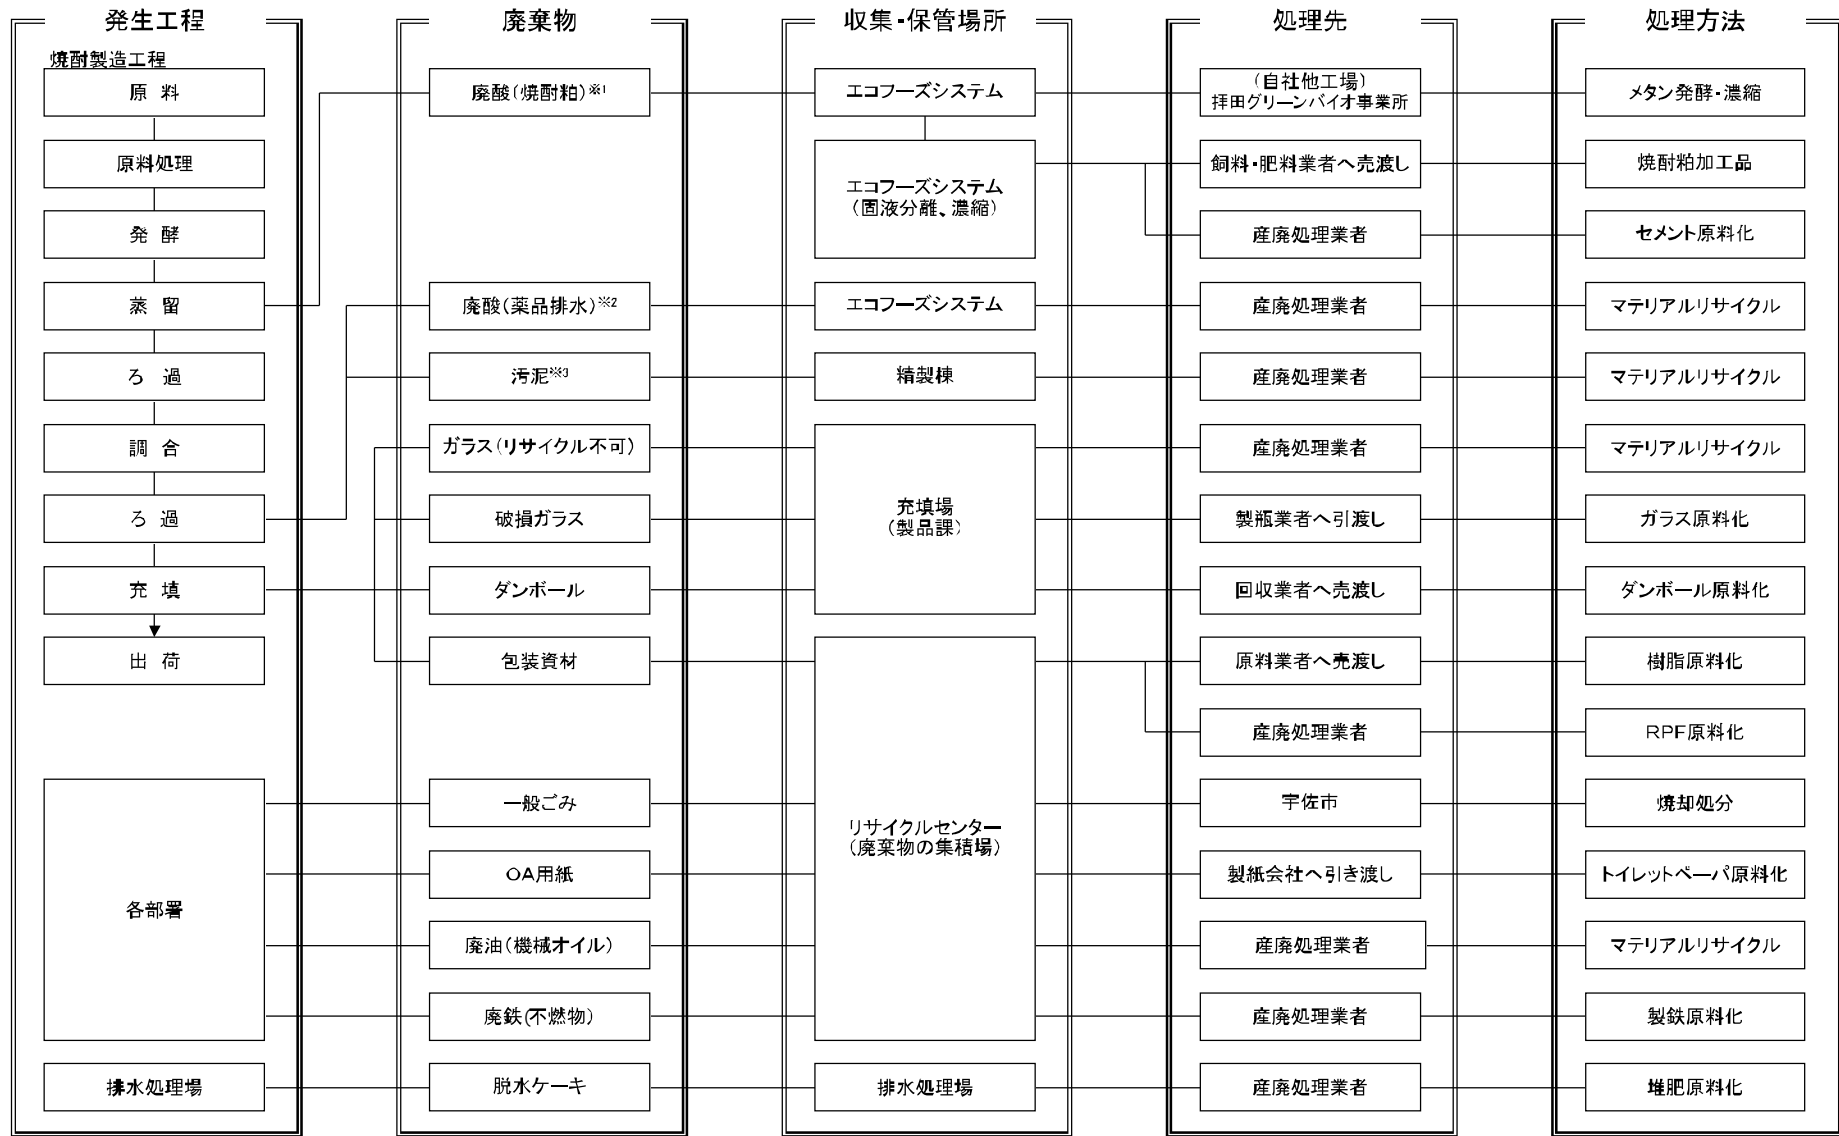 発生工程
廃棄物
収集・保管場所
処理先
処理方法
焼酎製造工程
原 料
廃酸(焼酎粕)※1
エコフーズシステム
(自社他工場)
拝田グリーンバイオ事業所
メタン発酵・濃縮
原料処理
エコフーズシステム
(固液分離、濃縮)
飼料・肥料業者へ売渡し
焼酎粕加工品
発 酵
産廃処理業者
セメント原料化
蒸 留
廃酸(薬品排水)※2
エコフーズシステム
産廃処理業者
マテリアルリサイクル
ろ 過
汚泥※3
精製棟
産廃処理業者
マテリアルリサイクル
調 合
ガラス(リサイクル不可)
産廃処理業者
マテリアルリサイクル
ろ 過
破損ガラス
充填場
(製品課)
製瓶業者へ引渡し
ガラス原料化
充 填
ダンボール
回収業者へ売渡し
ダンボール原料化
出 荷
包装資材
原料業者へ売渡し
樹脂原料化
産廃処理業者
RPF原料化
一般ごみ
宇佐市
焼却処分
リサイクルセンター
(廃棄物の集積場)
各部署
OA用紙
製紙会社へ引き渡し
トイレットペーパ原料化
廃油(機械オイル)
産廃処理業者
マテリアルリサイクル
廃鉄(不燃物)
産廃処理業者
製鉄原料化
排水処理場
脱水ケーキ
排水処理場
産廃処理業者
堆肥原料化